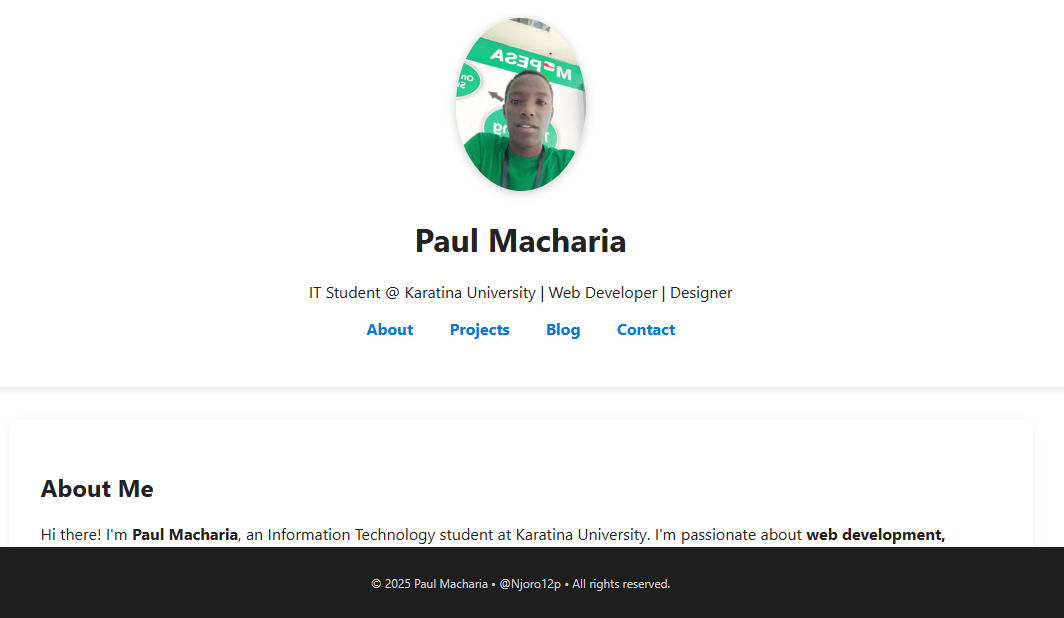 M-PESA
Paul Macharia
IT Student @ Karatina University | Web Developer | Designer
About Projects Blog Contact
About Me
Hi there! I'm Paul Macharia, an Information Technology student at Karatina University. I'm passionate about web development,
© 2025 Paul Macharia • @Njoro12p • All rights reserved.